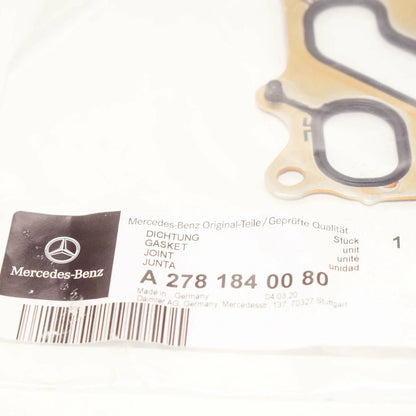 Mercedes-Benz Original-Teile/Geprüfte Qualität
DICHTUNG
GASKET
JOINT
JUNTA
Stück
unit
unité
unidad
1
Mercedes-Benz
A 278 184 00 80
Made in Germany 04.03.20
Daimler AG, Germany, Mercedesstr. 137, 70327 Stuttgart